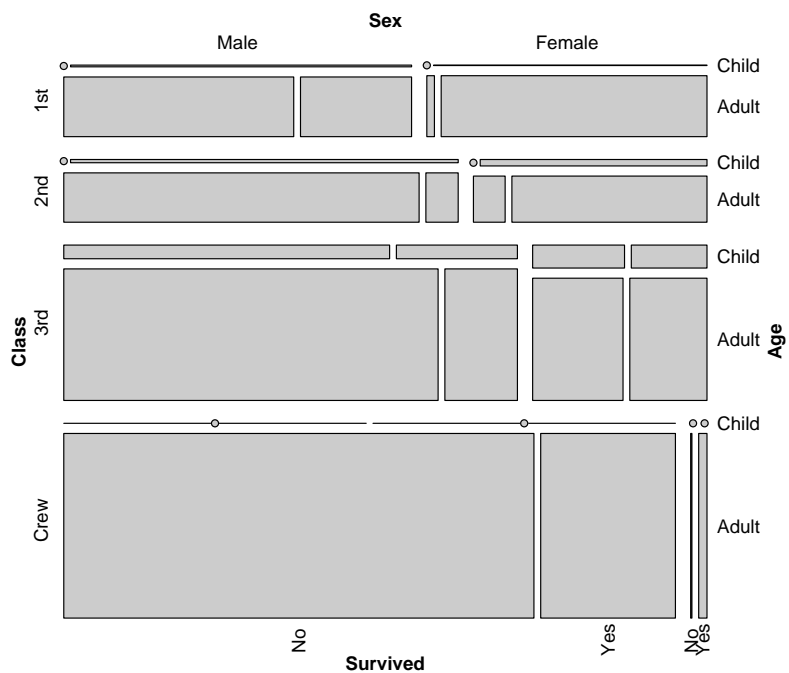 Sex
Male Female
1st Child
Adult
2nd Child
Adult
Class 3rd Child
Adult Age
Crew Child
Adult
No Yes No Yes
Survived